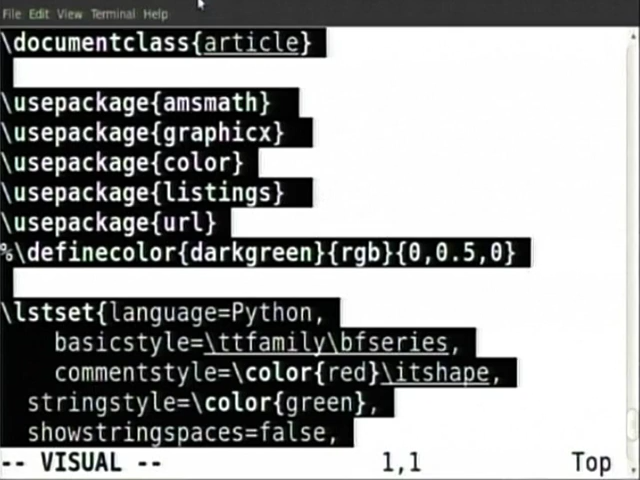 File Edit View Terminal Help
\documentclass{article}
\usepackage{amsmath}
\usepackage{graphicx}
\usepackage{color}
\usepackage{listings}
\usepackage{url}
%\definecolor{darkgreen}{rgb}{0,0.5,0}
\lstset{language=Python,
basicstyle=\ttfamily\bfseries,
commentstyle=\color{red}\itshape,
stringstyle=\color{green},
showstringspaces=false,
-- VISUAL -- 1,1 Top